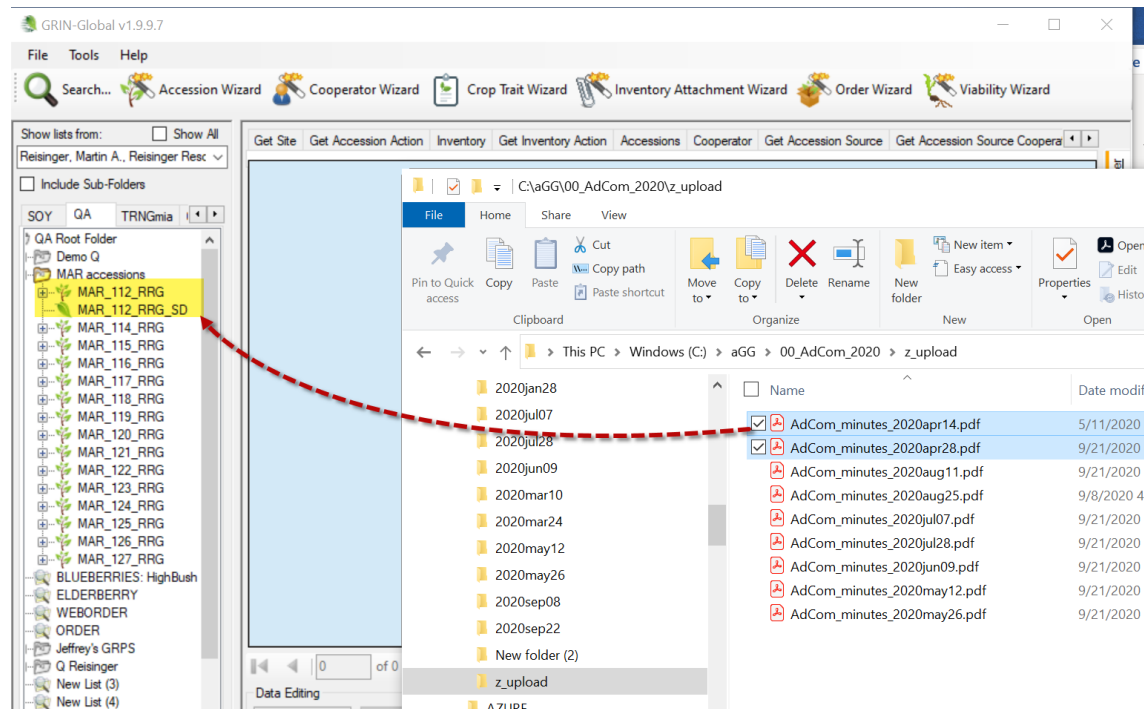 GRIN-Global v1.9.9.7
File Tools Help
Search... Accession Wizard Cooperator Wizard Crop Trait Wizard Inventory Attachment Wizard Order Wizard Viability Wizard
Show lists from: Show All
Reisinger, Martin A., Reisinger Resc
Include Sub-Folders
SOY QA TRNGmia
QA Root Folder
Demo Q
MAR accessions
MAR_112_RRG
MAR_112_RRG_SD
MAR_114_RRG
MAR_115_RRG
MAR_116_RRG
MAR_117_RRG
MAR_118_RRG
MAR_119_RRG
MAR_120_RRG
MAR_121_RRG
MAR_122_RRG
MAR_123_RRG
MAR_124_RRG
MAR_125_RRG
MAR_126_RRG
MAR_127_RRG
BLUEBERRIES: HighBush
ELDERBERRY
WEBORDER
ORDER
Jeffrey's GRPS
Q Reisinger
New List (3)
New List (4)
Get Site Get Accession Action Inventory Get Inventory Action Accessions Cooperator Get Accession Source Get Accession Source Coopera
0 of 0
Data Editing
C:\aGG\00_AdCom_2020\z_upload
File Home Share View
Pin to Quick access
Copy
Paste
Cut
Copy path
Paste shortcut
Clipboard
Move to
Copy to
Delete
Rename
Organize
New folder
New item
Easy access
New
Properties
Open
Edit
Histo
Open
This PC > Windows (C:) > aGG > 00_AdCom_2020 > z_upload
2020jan28
2020jul07
2020jul28
2020jun09
2020mar10
2020mar24
2020may12
2020may26
2020sep08
2020sep22
New folder (2)
z_upload
AZURE
Name Date modif
AdCom_minutes_2020apr14.pdf 5/11/2020
AdCom_minutes_2020apr28.pdf 9/21/2020
AdCom_minutes_2020aug11.pdf 9/21/2020
AdCom_minutes_2020aug25.pdf 9/8/2020 4
AdCom_minutes_2020jul07.pdf 9/21/2020
AdCom_minutes_2020jul28.pdf 9/21/2020
AdCom_minutes_2020jun09.pdf 9/21/2020
AdCom_minutes_2020may12.pdf 9/21/2020
AdCom_minutes_2020may26.pdf 9/21/2020